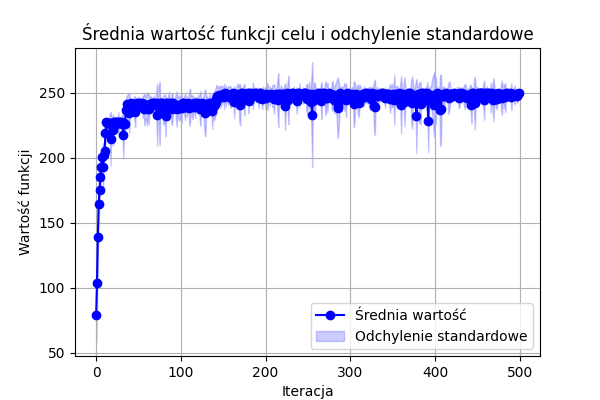 Średnia wartość funkcji celu i odchylenie standardowe
Wartość funkcji
250
200
150
100
50
0
100
200
300
400
500
Iteracja
Średnia wartość
Odchylenie standardowe